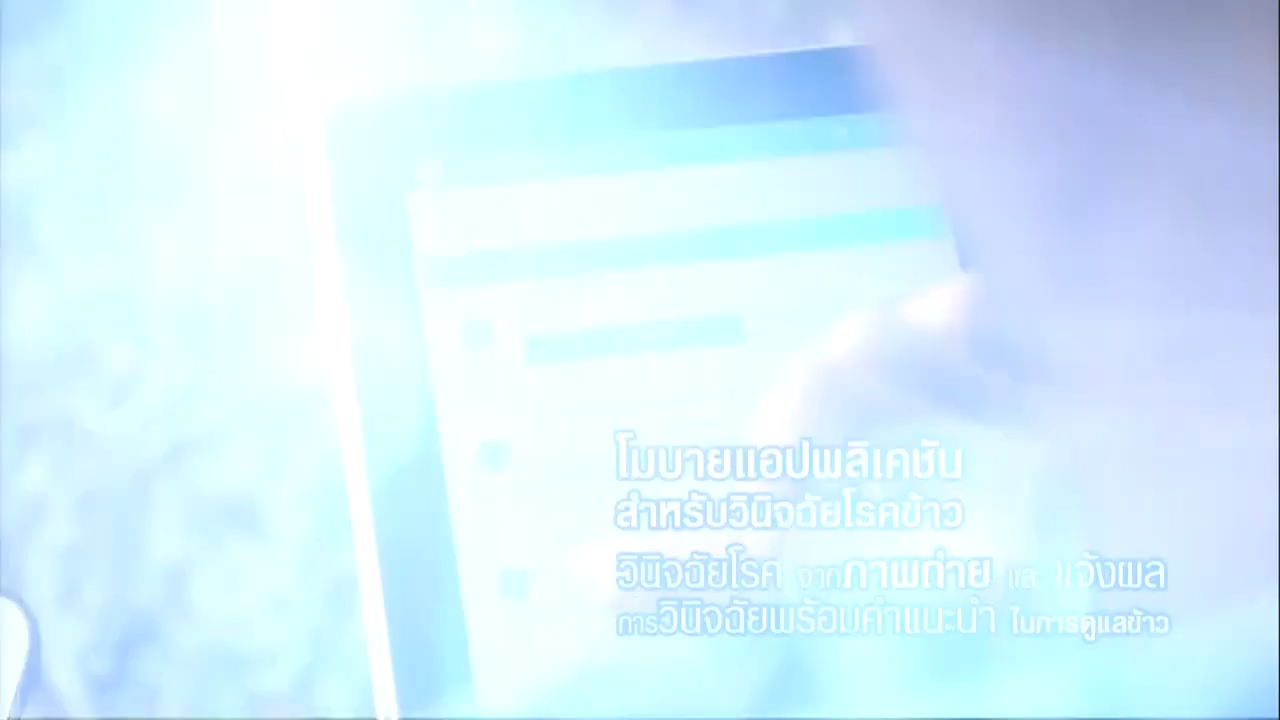 โมบายแอปพลิเคชัน
สำหรับวินิจฉัยโรคข้าว
วินิจฉัยโรค จากภาพถ่าย และ แจ้งผล
การวินิจฉัยพร้อมคำแนะนำ ในการดูแลข้าว